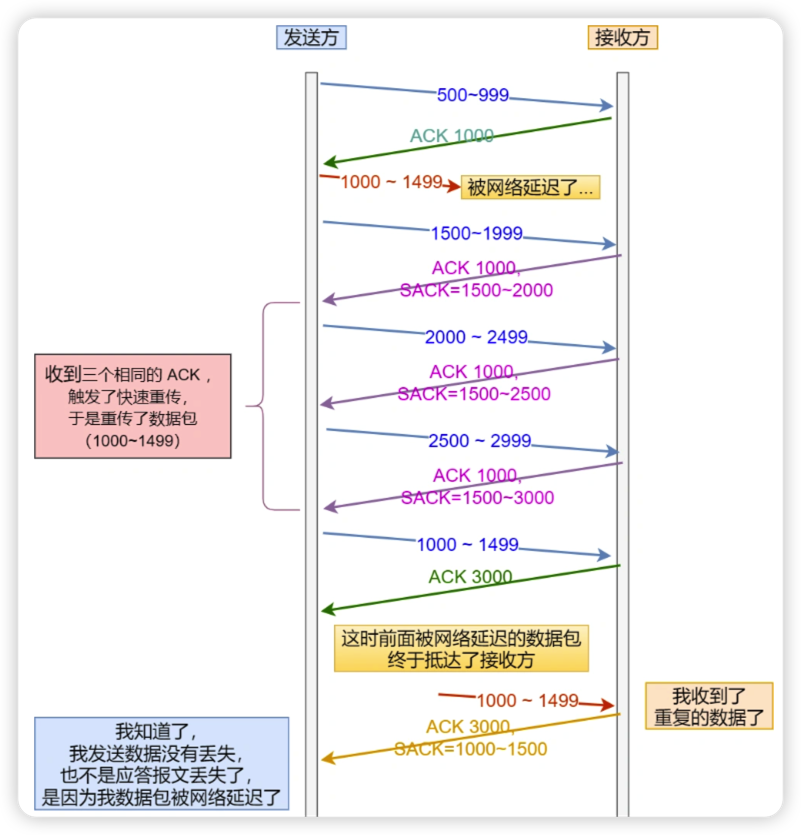 发送方
接收方
500~999
ACK 1000
1000 ~ 1499
被网络延迟了...
1500~1999
ACK 1000,
SACK=1500~2000
2000 ~ 2499
ACK 1000,
SACK=1500~2500
收到三个相同的 ACK ,
触发了快速重传,
于是重传了数据包
(1000~1499)
2500 ~ 2999
ACK 1000,
SACK=1500~3000
1000 ~ 1499
ACK 3000
这时前面被网络延迟的数据包
终于抵达了接收方
1000 ~ 1499
我收到了
重复的数据了
ACK 3000,
SACK=1000~1500
我知道了,
我发送数据没有丢失,
也不是应答报文丢失了,
是因为我数据包被网络延迟了